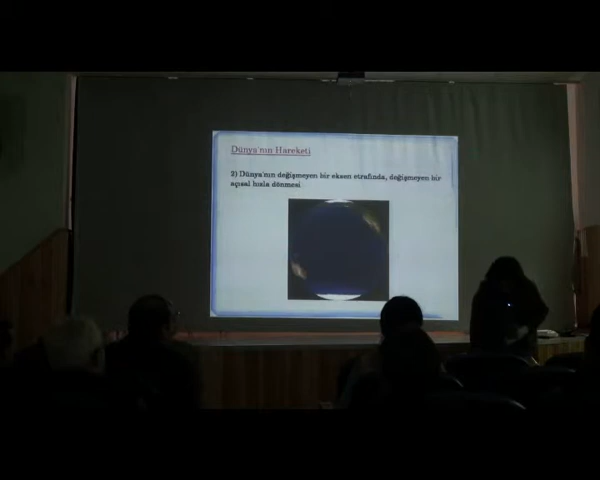 Dünya'nın Hareketi
2) Dünya'nın değişmeyen bir eksen etrafında, değişmeyen bir
açısal hızla dönmesi